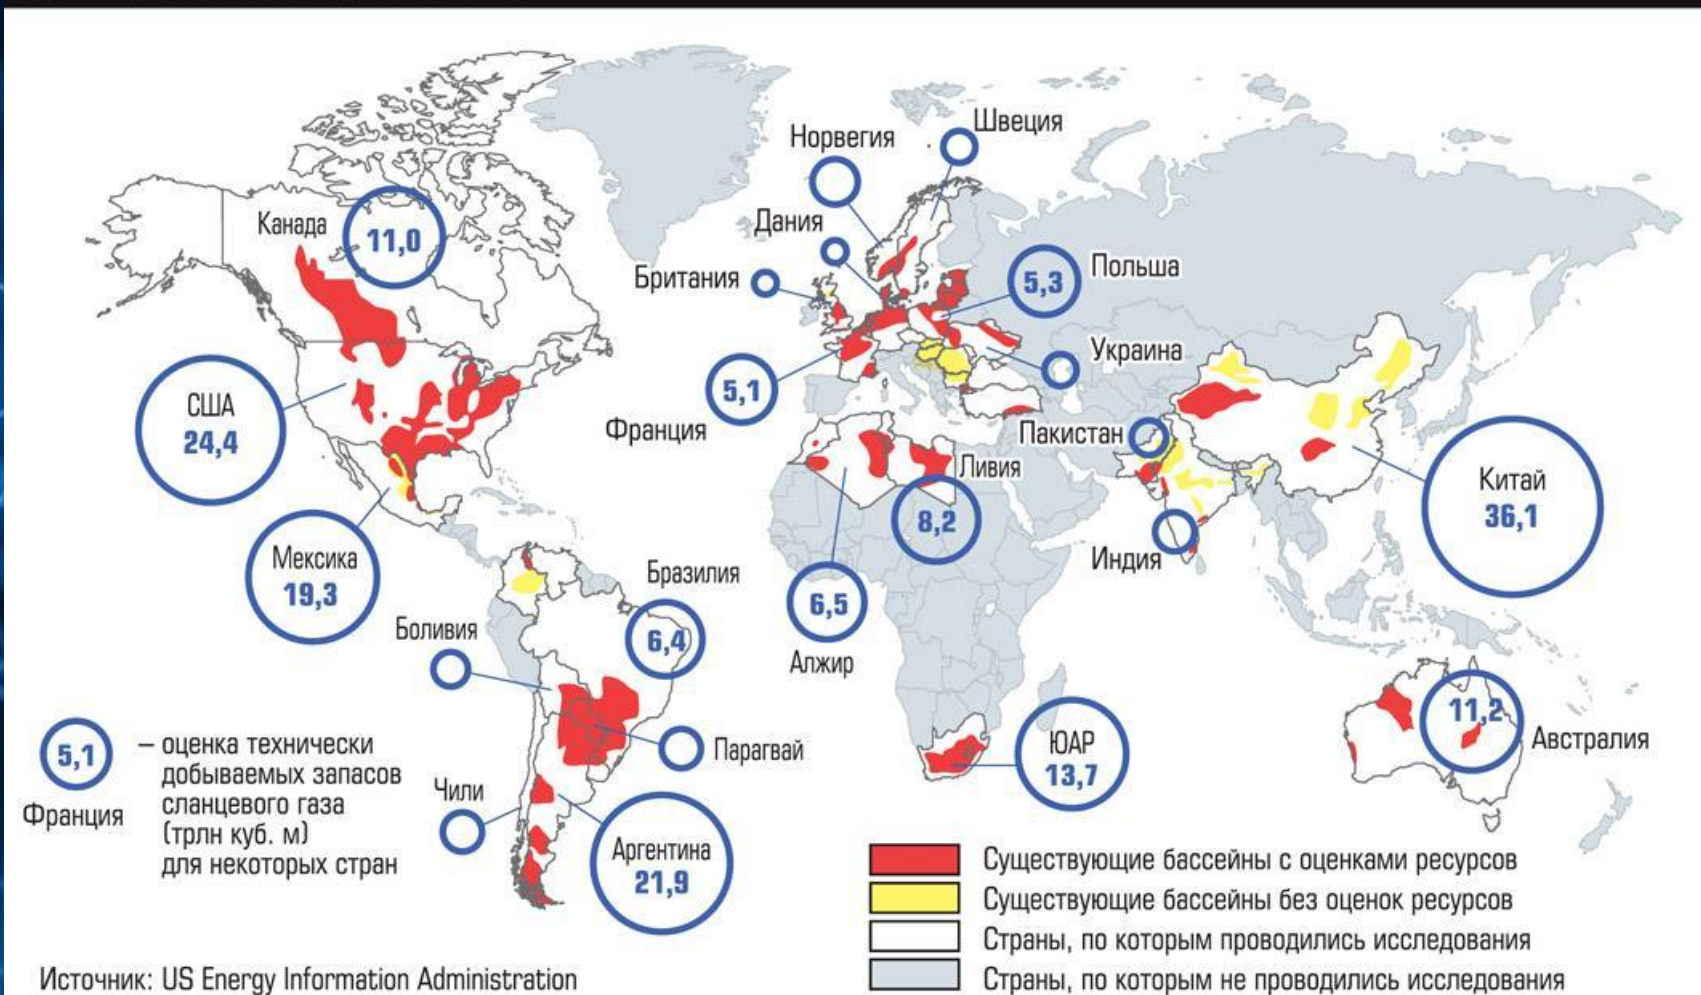 Швеция
Норвегия
Дания
Канада
11,0
Британия
Польша
5,3
Украина
США
24,4
5,1
Франция
Пакистан
Ливия
8,2
Китай
36,1
Индия
Мексика
19,3
Бразилия
6,4
6,5
Алжир
Боливия
11,2
Австралия
Парагвай
ЮАР
13,7
Чили
Аргентина
21,9
5,1
Франция
– оценка технически
добываемых запасов
сланцевого газа
(трлн куб. м)
для некоторых стран
Существующие бассейны с оценками ресурсов
Существующие бассейны без оценок ресурсов
Страны, по которым проводились исследования
Страны, по которым не проводились исследования
Источник: US Energy Information Administration